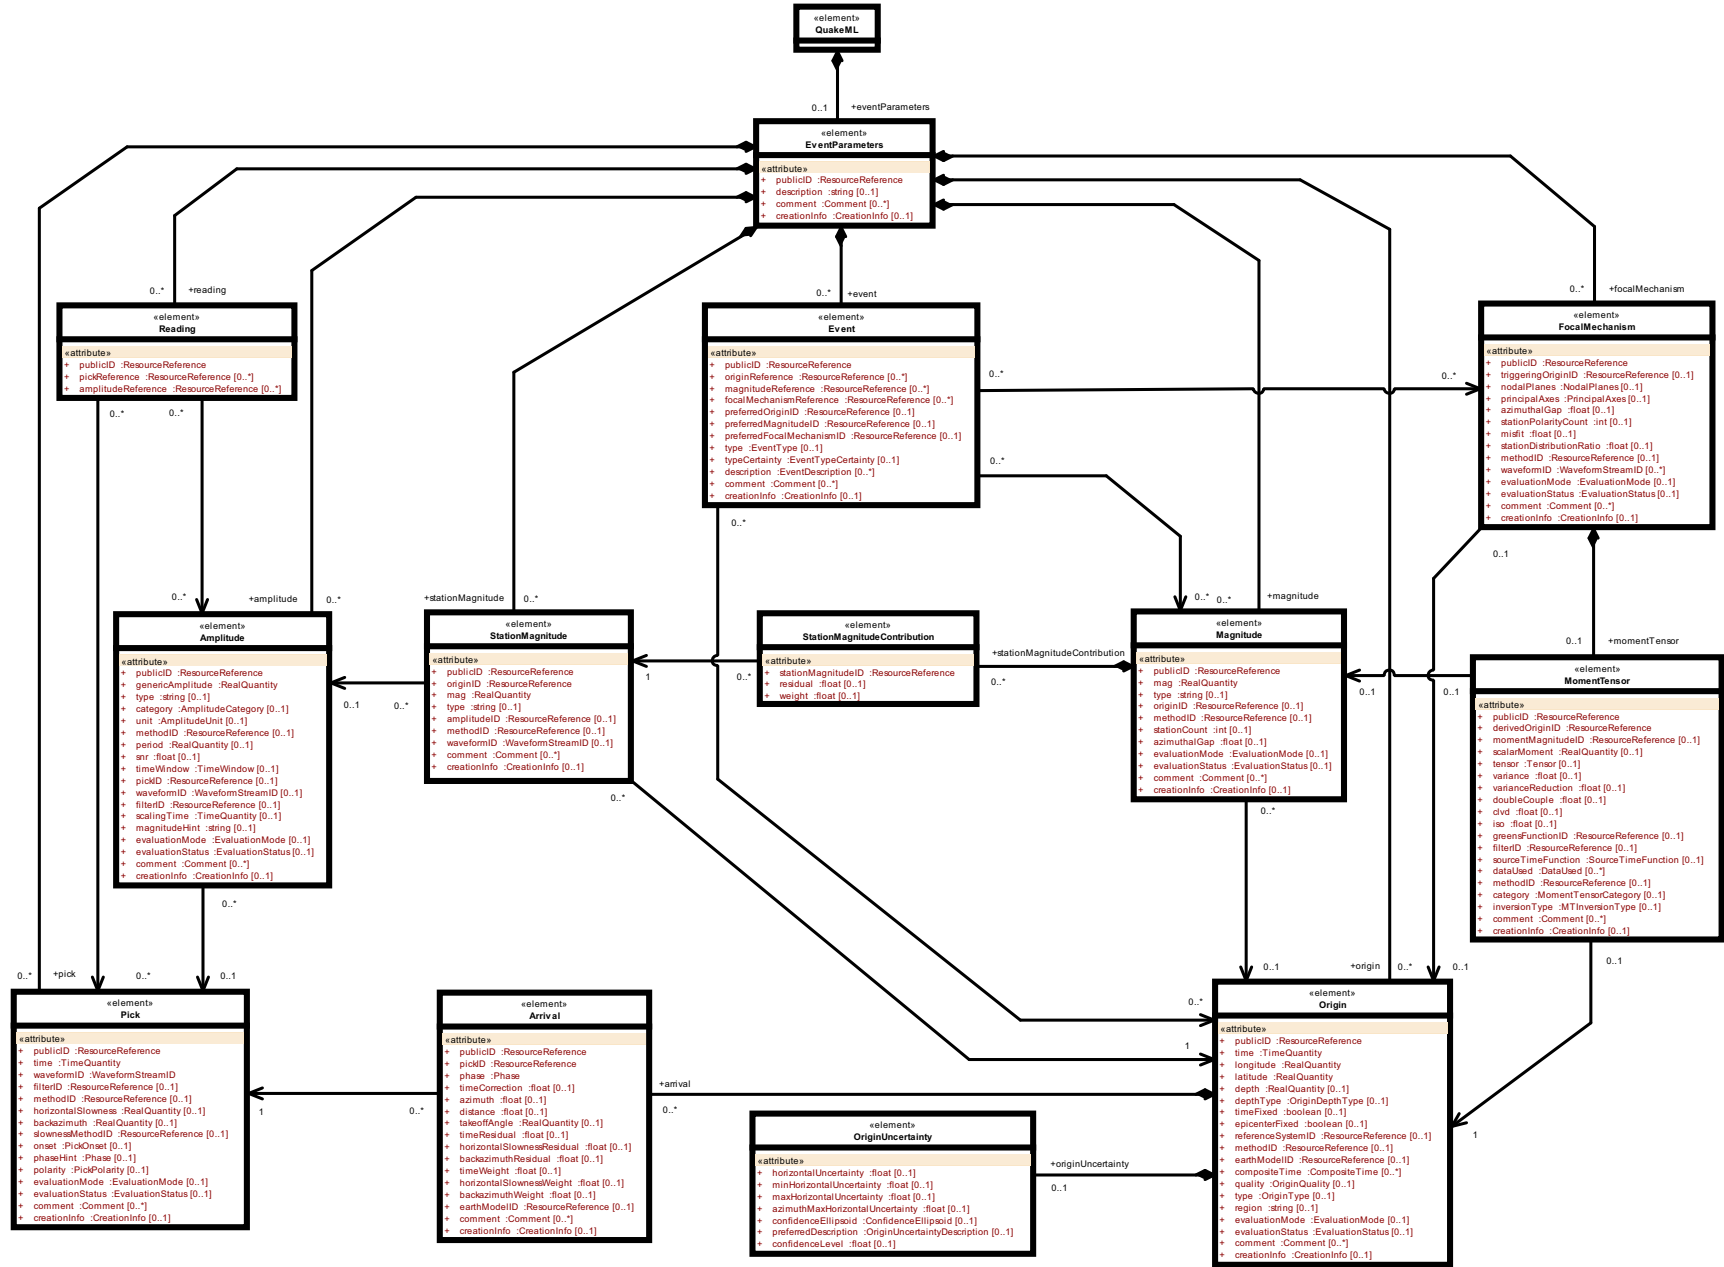 «element»
QuakeML
0..1 +eventParameters
«element»
EventParameters
«attribute»
+ publicID :ResourceReference
+ description :string [0..1]
+ comment :Comment [0..*]
+ creationInfo :CreationInfo [0..1]
0..* +reading
0..* +event
0..* +focalMechanism
«element»
Reading
«attribute»
+ publicID :ResourceReference
+ pickReference :ResourceReference [0..*]
+ amplitudeReference :ResourceReference [0..*]
0..* 0..*
«element»
Event
«attribute»
+ publicID :ResourceReference
+ originReference :ResourceReference [0..*]
+ magnitudeReference :ResourceReference [0..*]
+ focalMechanismReference :ResourceReference [0..*]
+ preferredOriginID :ResourceReference [0..1]
+ preferredMagnitudeID :ResourceReference [0..1]
+ preferredFocalMechanismID :ResourceReference [0..1]
+ type :EventType [0..1]
+ typeCertainty :EventTypeCertainty [0..1]
+ description :EventDescription [0..*]
+ comment :Comment [0..*]
+ creationInfo :CreationInfo [0..1]
0..*
0..*
0..*
0..*
«element»
FocalMechanism
«attribute»
+ publicID :ResourceReference
+ triggeringOriginID :ResourceReference [0..1]
+ nodalPlanes :NodalPlanes [0..1]
+ principalAxes :PrincipalAxes [0..1]
+ azimuthalGap :float [0..1]
+ stationPolarityCount :int [0..1]
+ misfit :float [0..1]
+ stationDistributionRatio :float [0..1]
+ methodID :ResourceReference [0..1]
+ waveformID :WaveformStreamID [0..*]
+ evaluationMode :EvaluationMode [0..1]
+ evaluationStatus :EvaluationStatus [0..1]
+ comment :Comment [0..*]
+ creationInfo :CreationInfo [0..1]
0..1
0..* +amplitude 0..*
+stationMagnitude 0..*
0..* 0..* +magnitude
0..1 +momentTensor
«element»
Amplitude
«attribute»
+ publicID :ResourceReference
+ genericAmplitude :RealQuantity
+ type :string [0..1]
+ category :AmplitudeCategory [0..1]
+ unit :AmplitudeUnit [0..1]
+ methodID :ResourceReference [0..1]
+ period :RealQuantity [0..1]
+ snr :float [0..1]
+ timeWindow :TimeWindow [0..1]
+ pickID :ResourceReference [0..1]
+ waveformID :WaveformStreamID [0..1]
+ filterID :ResourceReference [0..1]
+ scalingTime :TimeQuantity [0..1]
+ magnitudeHint :string [0..1]
+ evaluationMode :EvaluationMode [0..1]
+ evaluationStatus :EvaluationStatus [0..1]
+ comment :Comment [0..*]
+ creationInfo :CreationInfo [0..1]
0..*
0..1 0..*
«element»
StationMagnitude
«attribute»
+ publicID :ResourceReference
+ originID :ResourceReference
+ mag :RealQuantity
+ type :string [0..1]
+ amplitudeID :ResourceReference [0..1]
+ methodID :ResourceReference [0..1]
+ waveformID :WaveformStreamID [0..1]
+ comment :Comment [0..*]
+ creationInfo :CreationInfo [0..1]
0..*
1 0..*
«element»
StationMagnitudeContribution
«attribute»
+ stationMagnitudeID :ResourceReference
+ residual :float [0..1]
+ weight :float [0..1]
+stationMagnitudeContribution
0..*
«element»
Magnitude
«attribute»
+ publicID :ResourceReference
+ mag :RealQuantity
+ type :string [0..1]
+ originID :ResourceReference [0..1]
+ methodID :ResourceReference [0..1]
+ stationCount :int [0..1]
+ azimuthalGap :float [0..1]
+ evaluationMode :EvaluationMode [0..1]
+ evaluationStatus :EvaluationStatus [0..1]
+ comment :Comment [0..*]
+ creationInfo :CreationInfo [0..1]
0..*
0..1 0..1
«element»
MomentTensor
«attribute»
+ publicID :ResourceReference
+ derivedOriginID :ResourceReference
+ momentMagnitudeID :ResourceReference [0..1]
+ scalarMoment :RealQuantity [0..1]
+ tensor :Tensor [0..1]
+ variance :float [0..1]
+ varianceReduction :float [0..1]
+ doubleCouple :float [0..1]
+ clvd :float [0..1]
+ iso :float [0..1]
+ greensFunctionID :ResourceReference [0..1]
+ filterID :ResourceReference [0..1]
+ sourceTimeFunction :SourceTimeFunction [0..1]
+ dataUsed :DataUsed [0..*]
+ methodID :ResourceReference [0..1]
+ category :MomentTensorCategory [0..1]
+ inversionType :MTInversionType [0..1]
+ comment :Comment [0..*]
+ creationInfo :CreationInfo [0..1]
0..1
0..* +pick 0..* 0..1
«element»
Pick
«attribute»
+ publicID :ResourceReference
+ time :TimeQuantity
+ waveformID :WaveformStreamID
+ filterID :ResourceReference [0..1]
+ methodID :ResourceReference [0..1]
+ horizontalSlowness :RealQuantity [0..1]
+ backazimuth :RealQuantity [0..1]
+ slownessMethodID :ResourceReference [0..1]
+ onset :PickOnset [0..1]
+ phaseHint :Phase [0..1]
+ polarity :PickPolarity [0..1]
+ evaluationMode :EvaluationMode [0..1]
+ evaluationStatus :EvaluationStatus [0..1]
+ comment :Comment [0..*]
+ creationInfo :CreationInfo [0..1]
1 0..*
«element»
Arrival
«attribute»
+ publicID :ResourceReference
+ pickID :ResourceReference
+ phase :Phase
+ timeCorrection :float [0..1]
+ azimuth :float [0..1]
+ distance :float [0..1]
+ takeoffAngle :RealQuantity [0..1]
+ timeResidual :float [0..1]
+ horizontalSlownessResidual :float [0..1]
+ backazimuthResidual :float [0..1]
+ timeWeight :float [0..1]
+ horizontalSlownessWeight :float [0..1]
+ backazimuthWeight :float [0..1]
+ earthModelID :ResourceReference [0..1]
+ comment :Comment [0..*]
+ creationInfo :CreationInfo [0..1]
+arrival
0..*
«element»
OriginUncertainty
«attribute»
+ horizontalUncertainty :float [0..1]
+ minHorizontalUncertainty :float [0..1]
+ maxHorizontalUncertainty :float [0..1]
+ azimuthMaxHorizontalUncertainty :float [0..1]
+ confidenceEllipsoid :ConfidenceEllipsoid [0..1]
+ preferredDescription :OriginUncertaintyDescription [0..1]
+ confidenceLevel :float [0..1]
+originUncertainty
0..1
0..1 +origin 0..* 0..1
0..*
1
1
«element»
Origin
«attribute»
+ publicID :ResourceReference
+ time :TimeQuantity
+ longitude :RealQuantity
+ latitude :RealQuantity
+ depth :RealQuantity [0..1]
+ depthType :OriginDepthType [0..1]
+ timeFixed :boolean [0..1]
+ epicenterFixed :boolean [0..1]
+ referenceSystemID :ResourceReference [0..1]
+ methodID :ResourceReference [0..1]
+ earthModelID :ResourceReference [0..1]
+ compositeTime :CompositeTime [0..*]
+ quality :OriginQuality [0..1]
+ type :OriginType [0..1]
+ region :string [0..1]
+ evaluationMode :EvaluationMode [0..1]
+ evaluationStatus :EvaluationStatus [0..1]
+ comment :Comment [0..*]
+ creationInfo :CreationInfo [0..1]